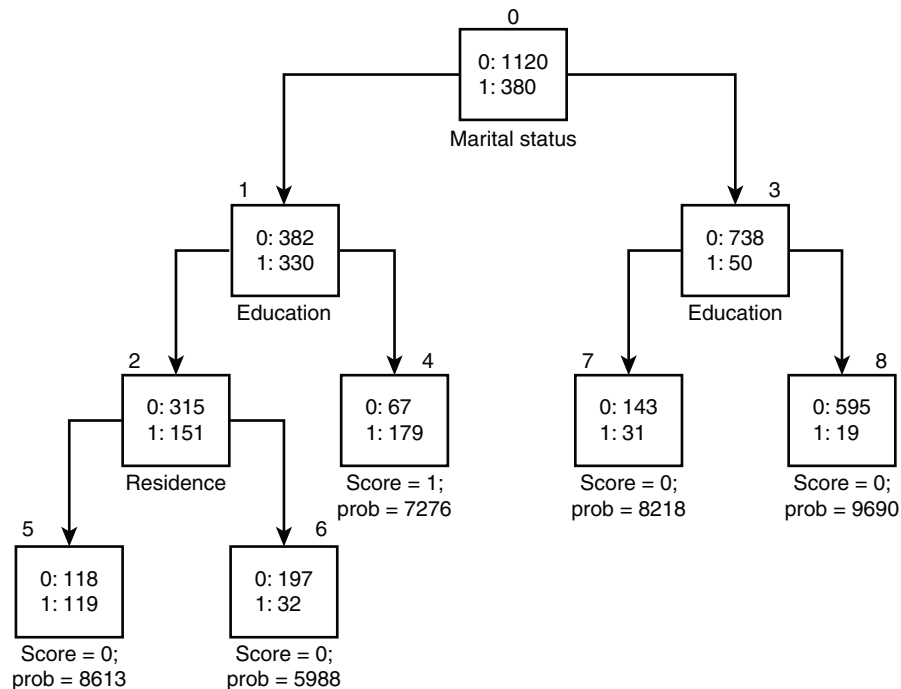 0
0: 1120
1: 380
Marital status
1
0: 382
1: 330
Education
3
0: 738
1: 50
Education
2
0: 315
1: 151
Residence
4
0: 67
1: 179
Score = 1;
prob = 7276
7
0: 143
1: 31
Score = 0;
prob = 8218
8
0: 595
1: 19
Score = 0;
prob = 9690
5
0: 118
1: 119
Score = 0;
prob = 8613
6
0: 197
1: 32
Score = 0;
prob = 5988